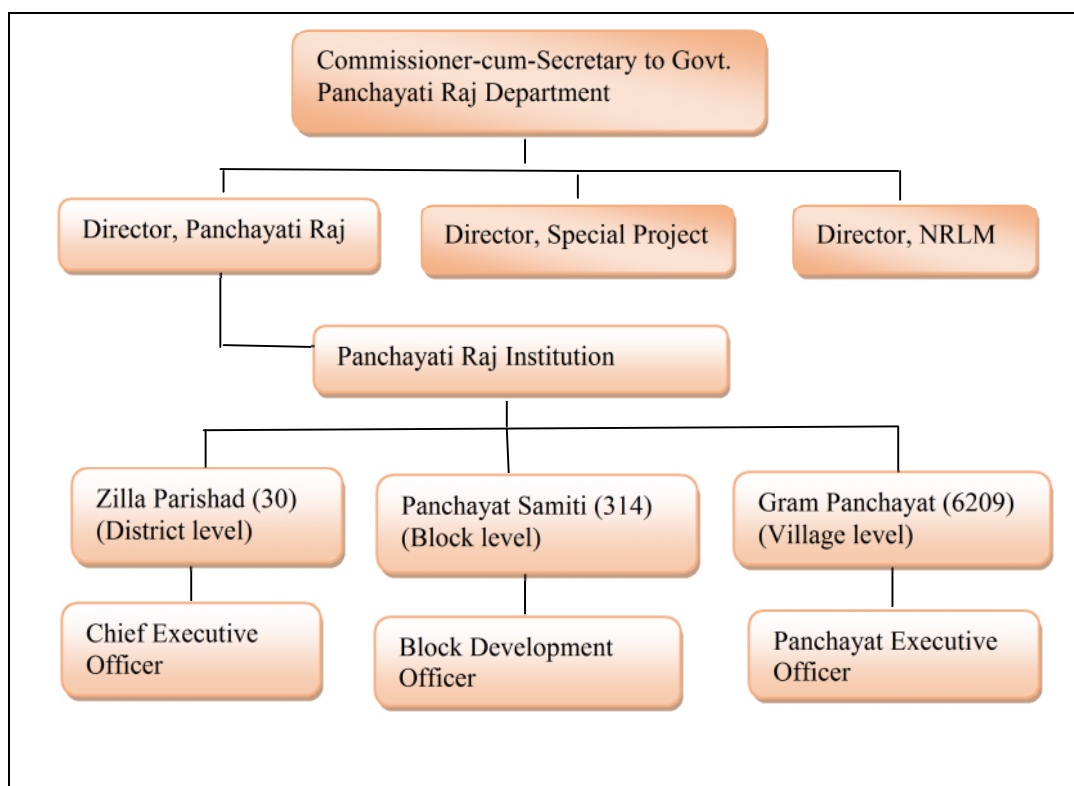 Commissioner-cum-Secretary to Govt.
Panchayati Raj Department
Director, Panchayati Raj
Director, Special Project
Director, NRLM
Panchayati Raj Institution
Zilla Parishad (30)
(District level)
Panchayat Samiti (314)
(Block level)
Gram Panchayat (6209)
(Village level)
Chief Executive
Officer
Block Development
Officer
Panchayat Executive
Officer